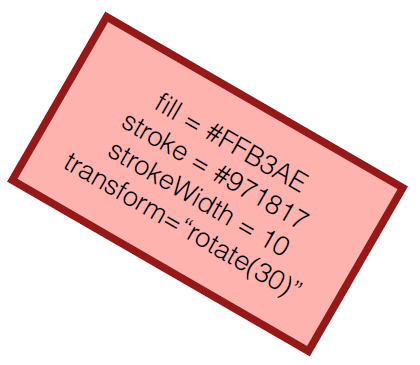 fill = #FFB3AE
stroke = #971817
strokeWidth = 10
transform= “rotate(30)”